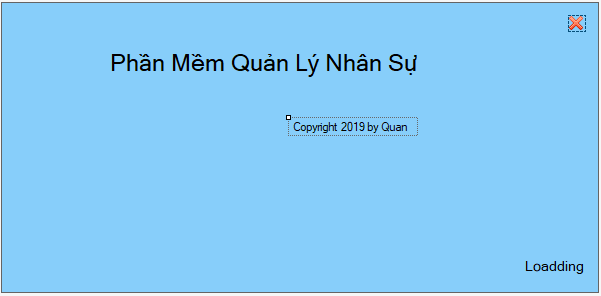 Phần Mềm Quản Lý Nhân Sự
Copyright 2019 by Quan
Loadding